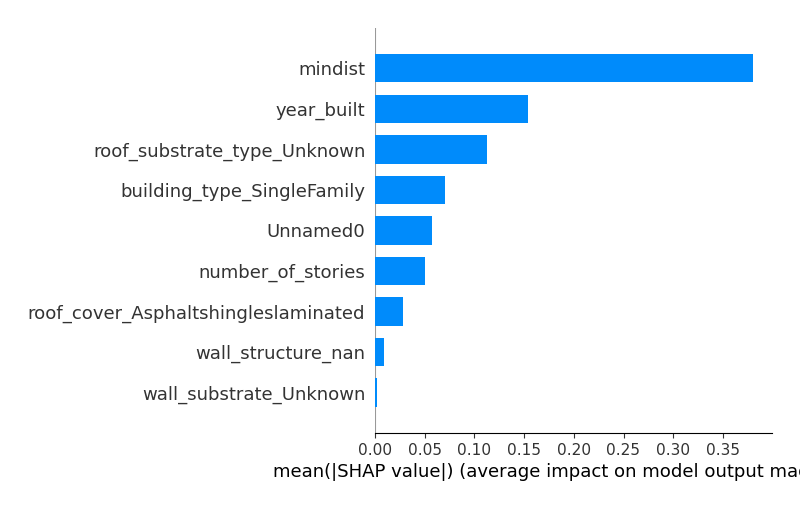 mindist
year_built
roof_substrate_type_Unknown
building_type_SingleFamily
Unnamed0
number_of_stories
roof_cover_Asphaltshingleslaminated
wall_structure_nan
wall_substrate_Unknown
0.00 0.05 0.10 0.15 0.20 0.25 0.30 0.35
mean(|SHAP value|) (average impact on model output